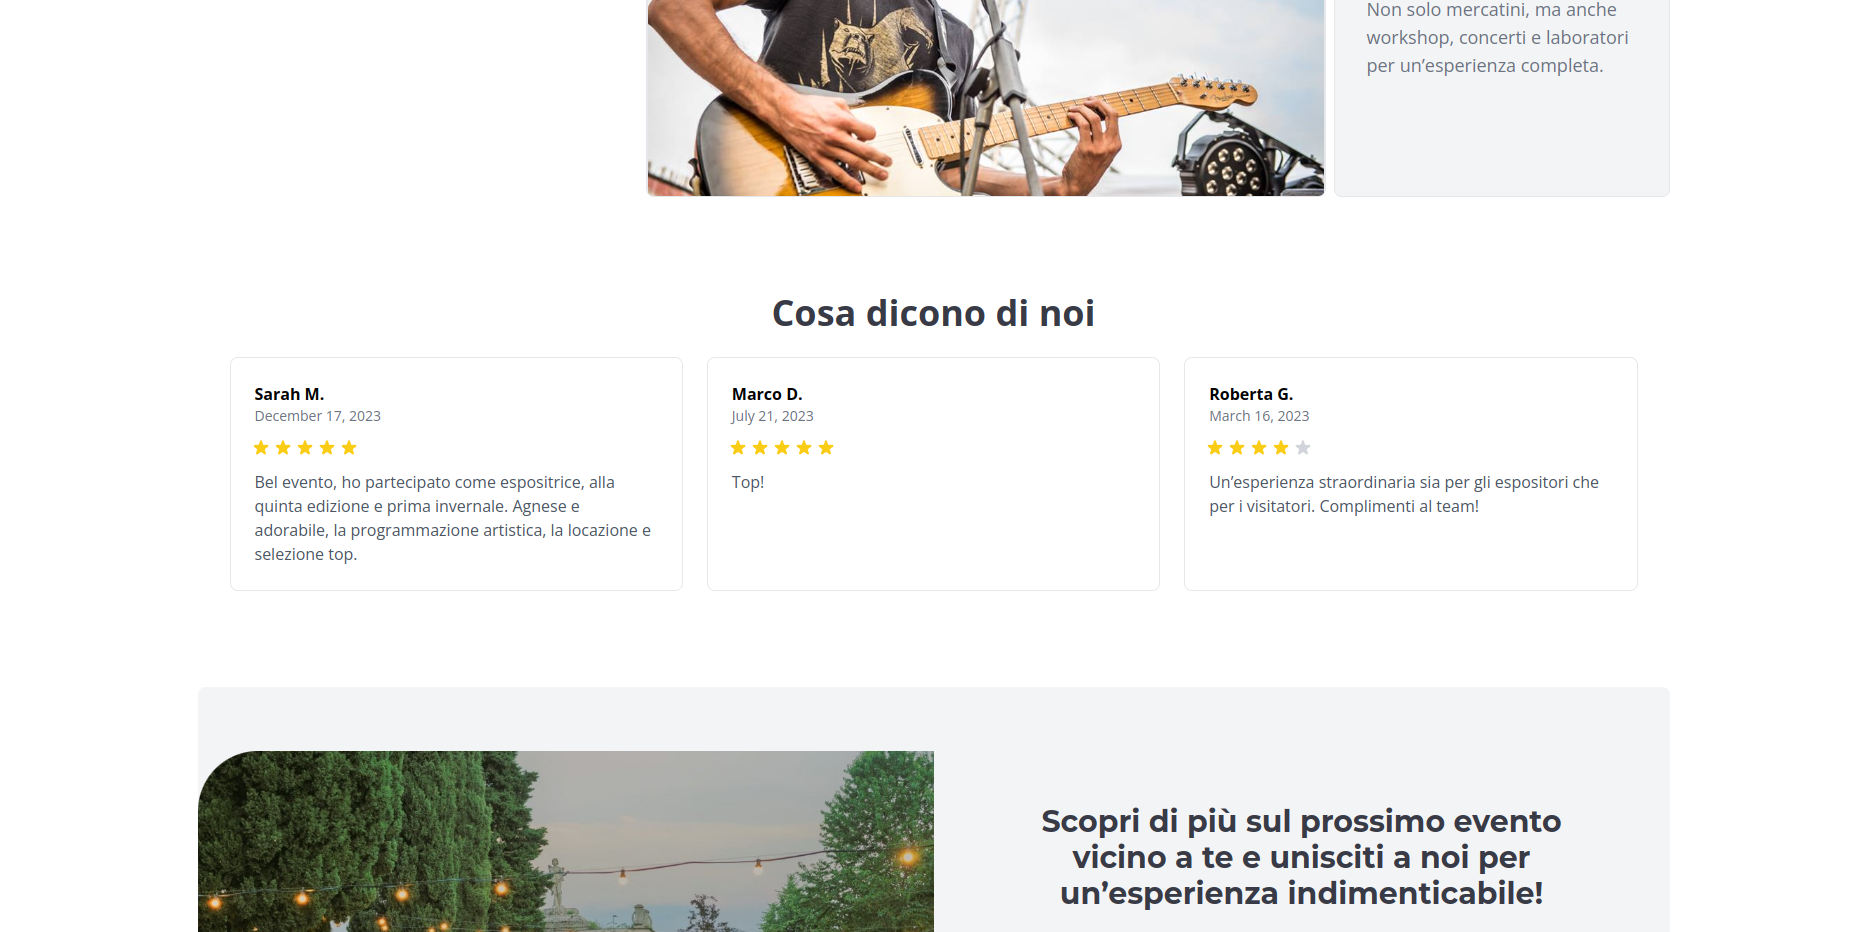 Non solo mercatini, ma anche
workshop, concerti e laboratori
per un’esperienza completa.
Cosa dicono di noi
Sarah M.
December 17, 2023
Bel evento, ho partecipato come espositrice, alla
quinta edizione e prima invernale. Agnese e
adorabile, la programmazione artistica, la locazione e
selezione top.
Marco D.
July 21, 2023
Top!
Roberta G.
March 16, 2023
Un’esperienza straordinaria sia per gli espositori che
per i visitatori. Complimenti al team!
Scopri di più sul prossimo evento
vicino a te e unisciti a noi per
un’esperienza indimenticabile!